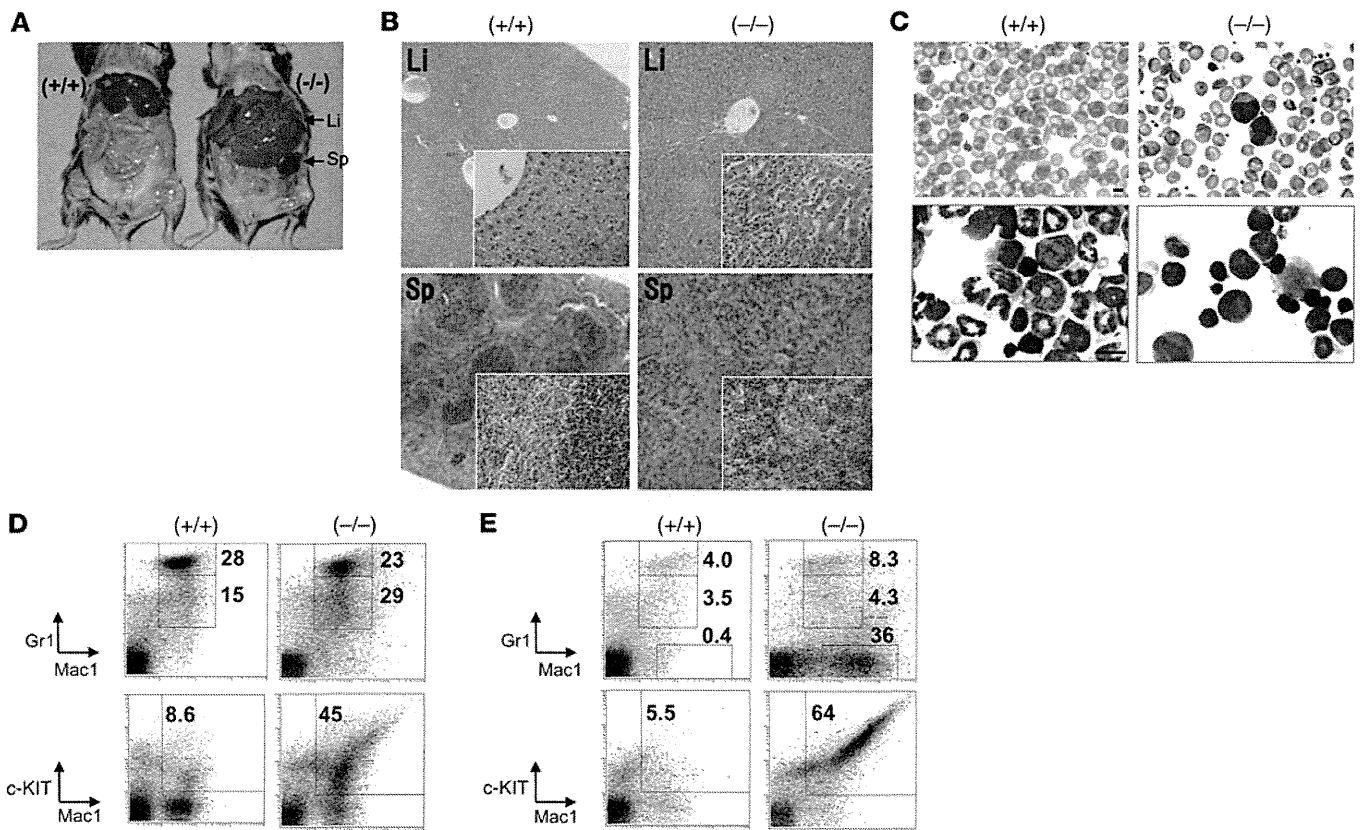 A
(+/+)
(-/-)
Li
Sp
B
(+/+)
(−/−)
Li
Li
Sp
Sp
C
(+/+)
(−/−)
D
(+/+)
(−/−)
28
15
23
29
Gr1
Mac1
8.6
45
c-KIT
Mac1
E
(+/+)
(−/−)
4.0
3.5
0.4
8.3
4.3
36
Gr1
Mac1
5.5
64
c-KIT
Mac1